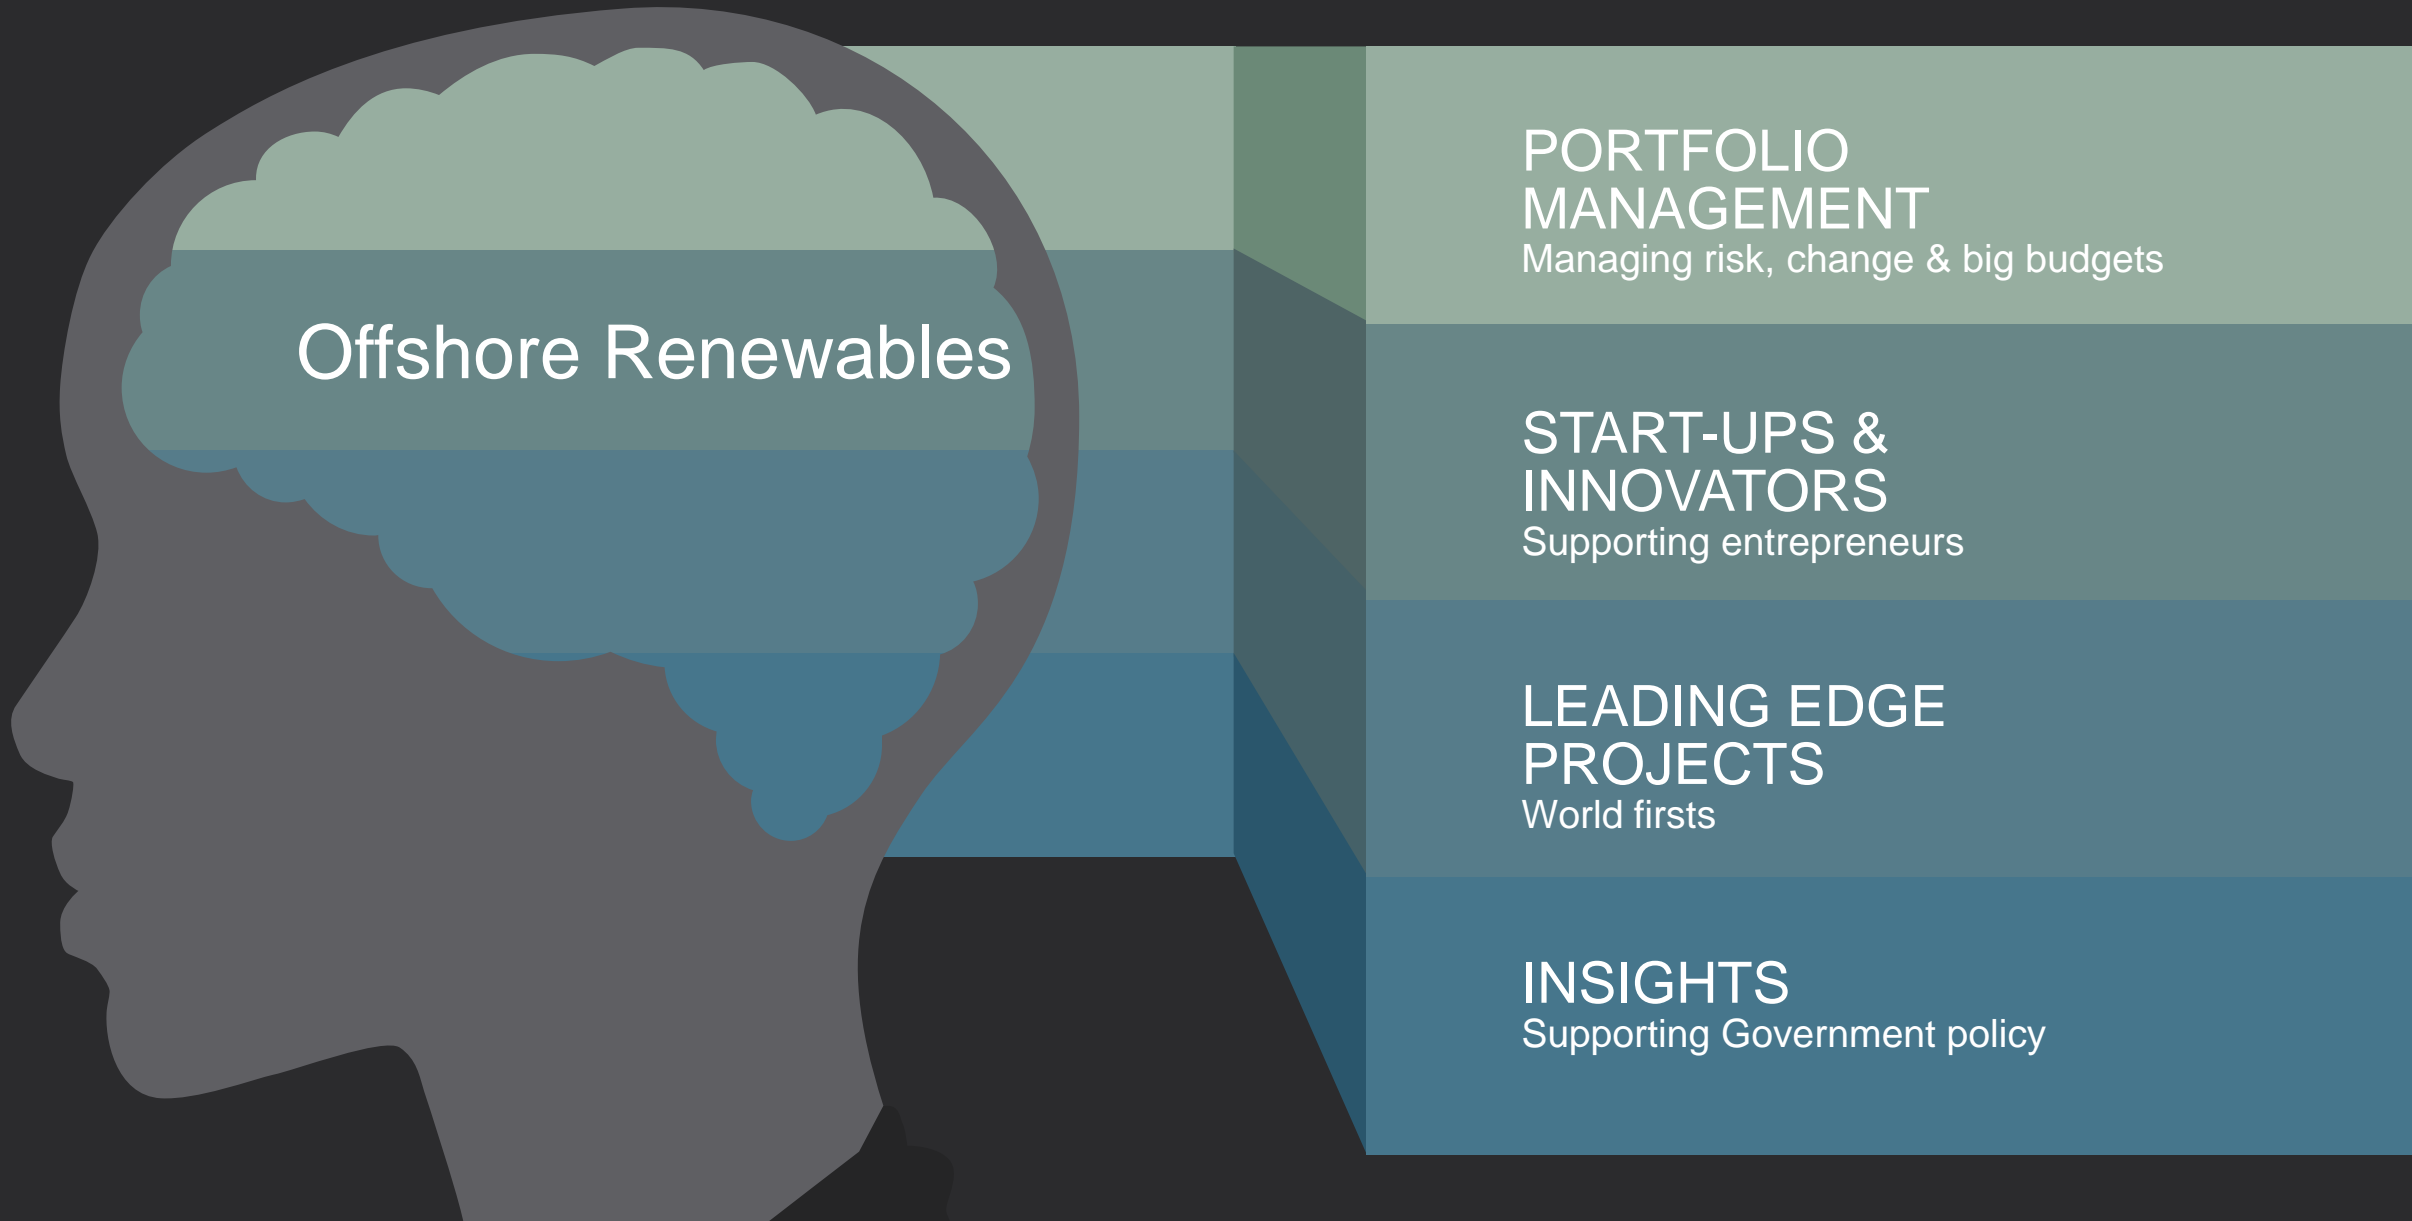 Offshore Renewables
PORTFOLIO
MANAGEMENT
Managing risk, change & big budgets
START-UPS &
INNOVATORS
Supporting entrepreneurs
LEADING EDGE
PROJECTS
World firsts
INSIGHTS
Supporting Government policy